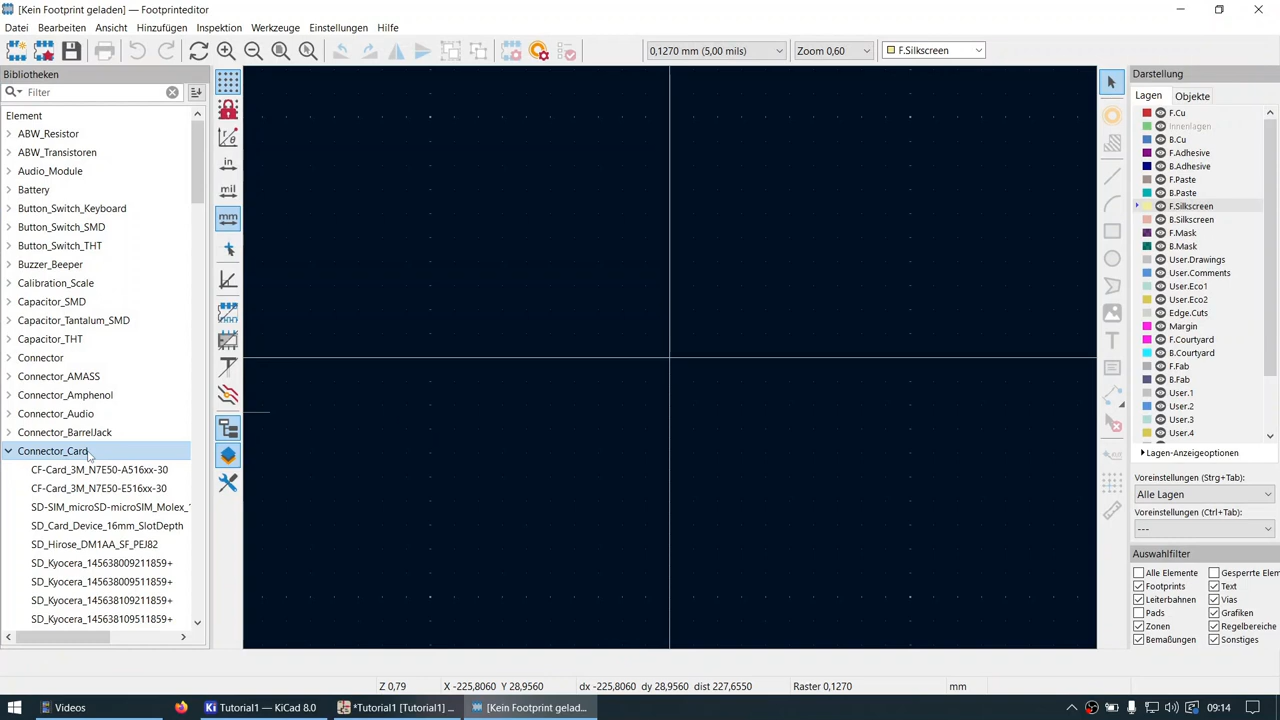 [Kein Footprint geladen] — Footprinteditor
Datei Bearbeiten Ansicht Hinzufügen Inspektion Werkzeuge Einstellungen Hilfe
0,1270 mm (5,00 mils) Zoom 0,60 F.Silkscreen
Bibliotheken
Filter
Element
ABW_Resistor
ABW_Transistoren
Audio_Module
Battery
Button_Switch_Keyboard
Button_Switch_SMD
Button_Switch_THT
Buzzer_Beeper
Calibration_Scale
Capacitor_SMD
Capacitor_Tantalum_SMD
Capacitor_THT
Connector
Connector_AMASS
Connector_Amphenol
Connector_Audio
Connector_BarrelJack
Connector_Card
CF-Card_3M_N7E50-A516xx-30
CF-Card_3M_N7E50-E516xx-30
SD-SIM_microSD-microSIM_Molex_1
SD_Card_Device_16mm_SlotDepth
SD_Hirose_DM1AA_SF_PEJ82
SD_Kyocera_145638009211859+
SD_Kyocera_145638009511859+
SD_Kyocera_145638109211859+
SD_Kyocera_145638109511859+
in
mil
mm
Darstellung
Lagen Objekte
F.Cu
Innenlagen
B.Cu
F.Adhesive
B.Adhesive
F.Paste
B.Paste
F.Silkscreen
B.Silkscreen
F.Mask
B.Mask
User.Drawings
User.Comments
User.Eco1
User.Eco2
Edge.Cuts
Margin
F.Courtyard
B.Courtyard
F.Fab
B.Fab
User.1
User.2
User.3
User.4
Lagen-Anzeigeoptionen
Voreinstellungen (Strg+Tab):
Alle Lagen
Voreinstellungen (Ctrl+Tab):
---
Auswahlfilter
Alle Elemente Gesperrte Elem
Footprints Text
Leiterbahnen Vias
Pads Grafiken
Zonen Regelbereiche
Bemaßungen Sonstiges
Z 0,79 X -225,8060 Y 28,9560 dx -225,8060 dy 28,9560 dist 227,6550 Raster 0,1270 mm
Videos Tutorial1 — KiCad 8.0 *Tutorial1 [Tutorial1] ... [Kein Footprint gelad... 09:14